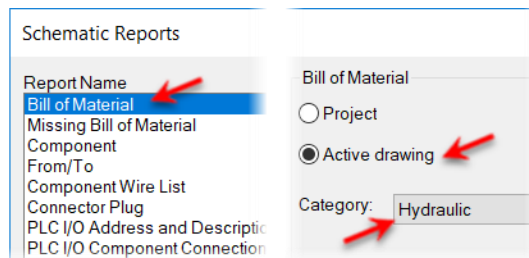 Schematic Reports
Report Name
Bill of Material
Missing Bill of Material
Component
From/To
Component Wire List
Connector Plug
PLC I/O Address and Descriptic
PLC I/O Component Connection
Bill of Material
Project
Active drawing
Category: Hydraulic